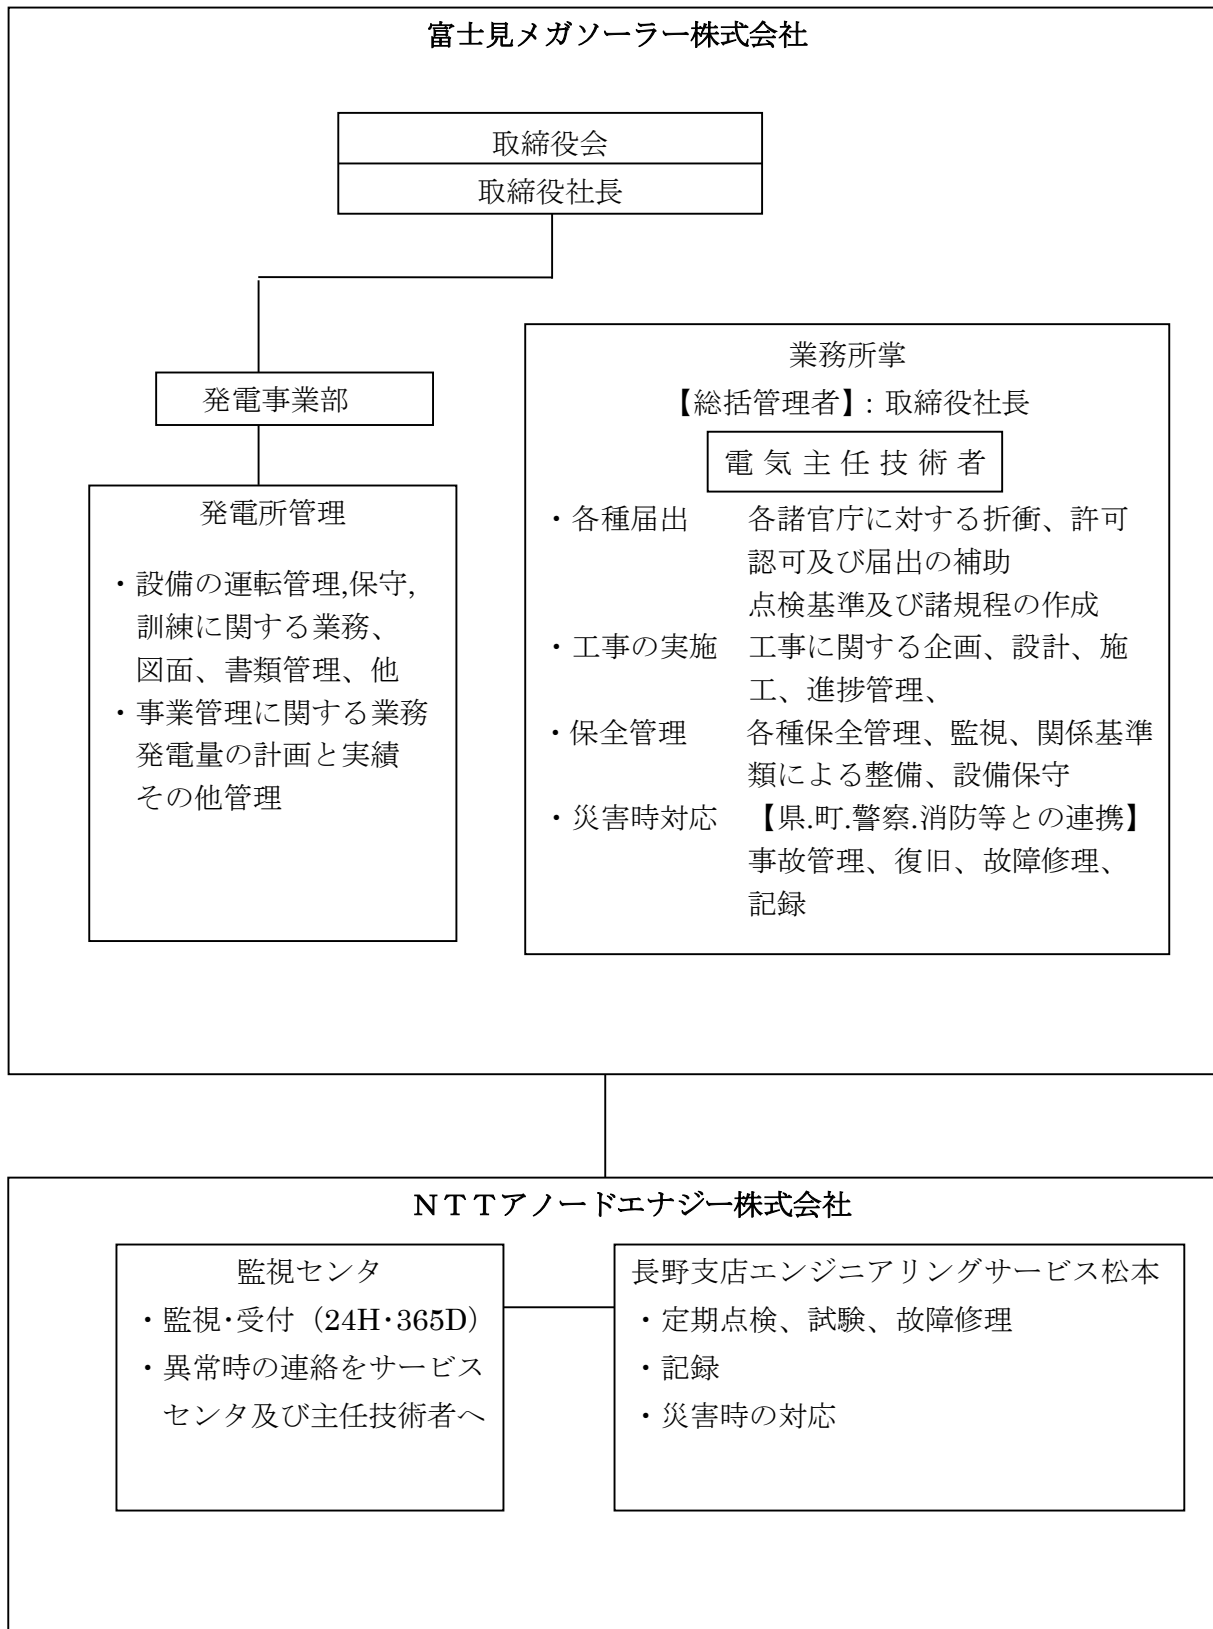 富士見メガソーラー株式会社
取締役会
取締役社長
発電事業部
発電所管理
・設備の運転管理,保守,
訓練に関する業務、
図面、書類管理、他
・事業管理に関する業務
発電量の計画と実績
その他管理
業務所掌
【総括管理者】: 取締役社長
電 気 主 任 技 術 者
・各種届出 各諸官庁に対する折衝、許可
認可及び届出の補助
点検基準及び諸規程の作成
・工事の実施 工事に関する企画、設計、施
工、進捗管理、
・保全管理 各種保全管理、監視、関係基準
類による整備、設備保守
・災害時対応 【県.町.警察.消防等との連携】
事故管理、復旧、故障修理、
記録
ＮＴＴアノードエナジー株式会社
監視センタ
・監視･受付（24H･365D）
・異常時の連絡をサービス
センタ及び主任技術者へ
長野支店エンジニアリングサービス松本
・定期点検、試験、故障修理
・記録
・災害時の対応